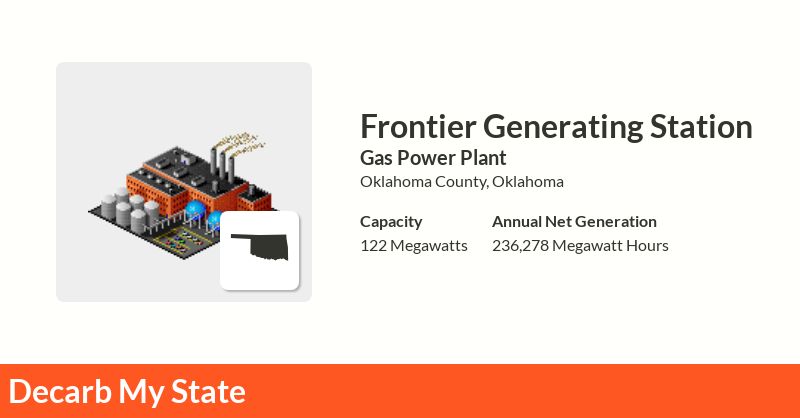 Frontier Generating Station
Gas Power Plant
Oklahoma County, Oklahoma
Capacity
122 Megawatts
Annual Net Generation
236,278 Megawatt Hours
Decarb My State